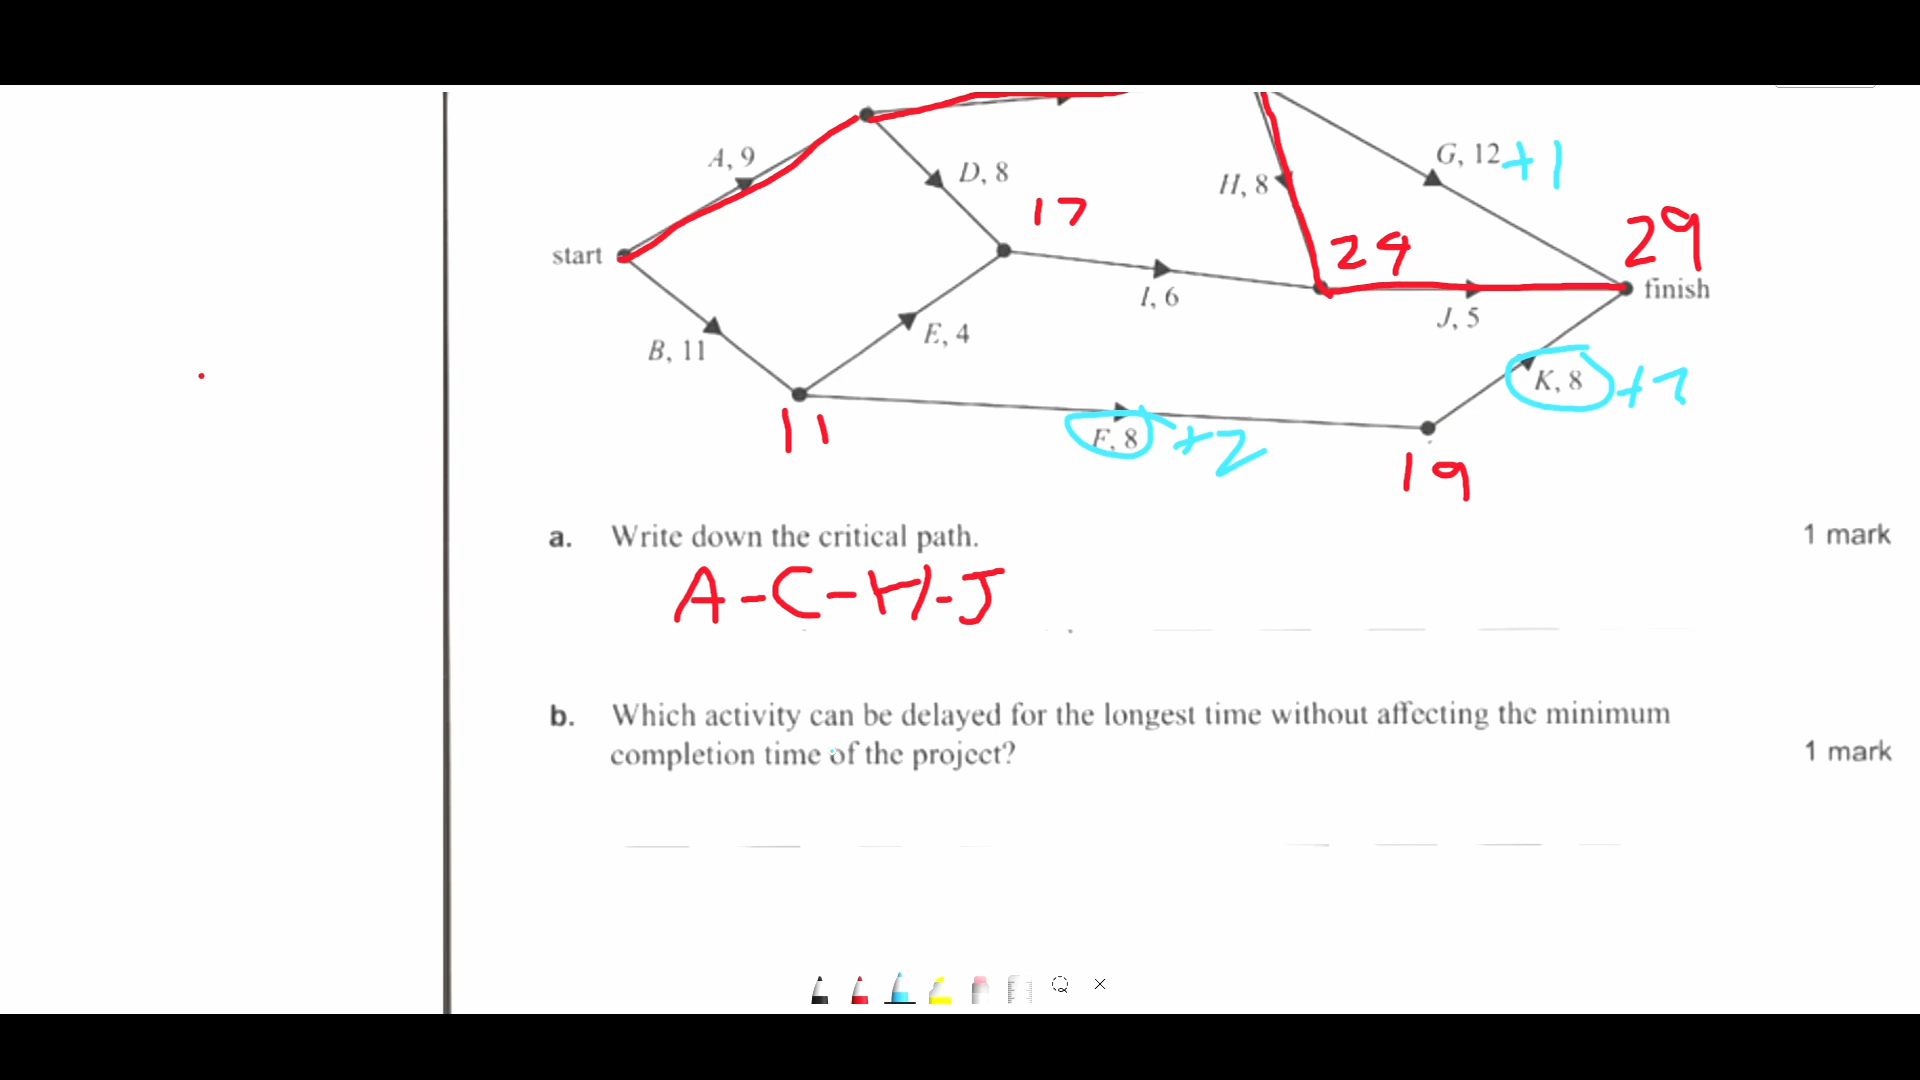 A, 9
D, 8
H, 8
G, 12 +1
17
start
24
29
finish
I, 6
J, 5
B, 11
E, 4
K, 8
11
F, 8 +2
19
a. Write down the critical path. 1 mark
A-C-H-J
b. Which activity can be delayed for the longest time without affecting the minimum
completion time of the project? 1 mark